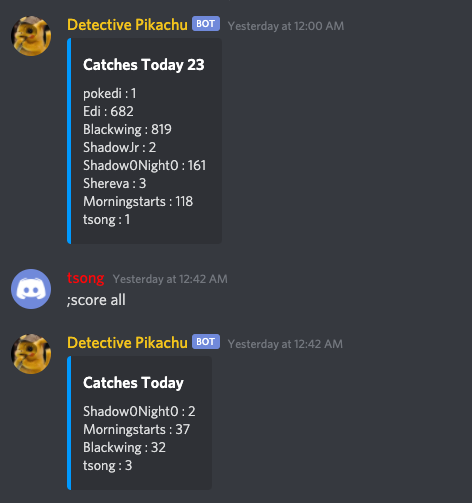 Detective Pikachu BOT Yesterday at 12:00 AM
Catches Today 23
pokedi : 1
Edi : 682
Blackwing : 819
ShadowJr : 2
Shadow0Night0 : 161
Shereva : 3
Morningstarts : 118
tsong : 1
tsong Yesterday at 12:42 AM
;score all
Detective Pikachu BOT Yesterday at 12:42 AM
Catches Today
Shadow0Night0 : 2
Morningstarts : 37
Blackwing : 32
tsong : 3